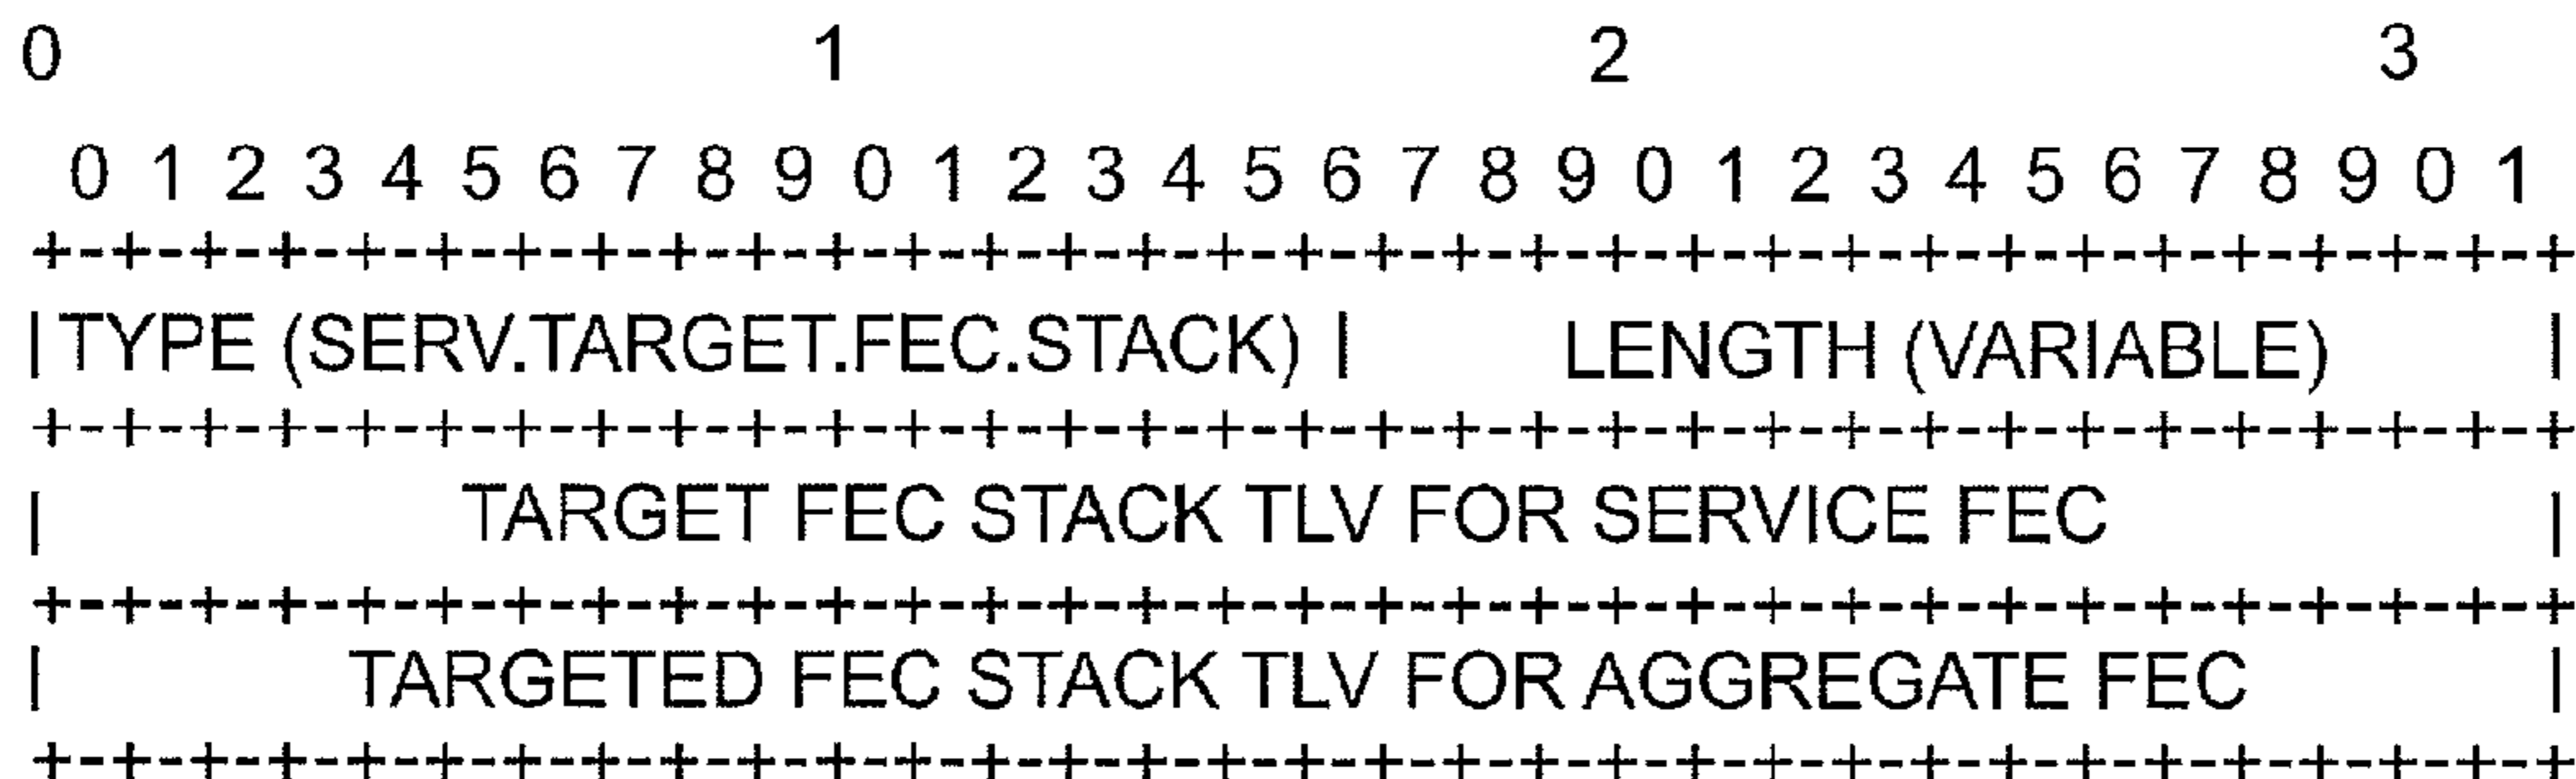 0 1 2 3
0 1 2 3 4 5 6 7 8 9 0 1 2 3 4 5 6 7 8 9 0 1 2 3 4 5 6 7 8 9 0 1
+-+-+-+-+-+-+-+-+-+-+-+-+-+-+-+-+-+-+-+-+-+-+-+-+-+-+-+-+-+-+-+-+
|TYPE (SERV.TARGET.FEC.STACK) | LENGTH (VARIABLE) |
+-+-+-+-+-+-+-+-+-+-+-+-+-+-+-+-+-+-+-+-+-+-+-+-+-+-+-+-+-+-+-+-+
| TARGET FEC STACK TLV FOR SERVICE FEC |
+-+-+-+-+-+-+-+-+-+-+-+-+-+-+-+-+-+-+-+-+-+-+-+-+-+-+-+-+-+-+-+-+
| TARGETED FEC STACK TLV FOR AGGREGATE FEC |
+-+-+-+-+-+-+-+-+-+-+-+-+-+-+-+-+-+-+-+-+-+-+-+-+-+-+-+-+-+-+-+-+